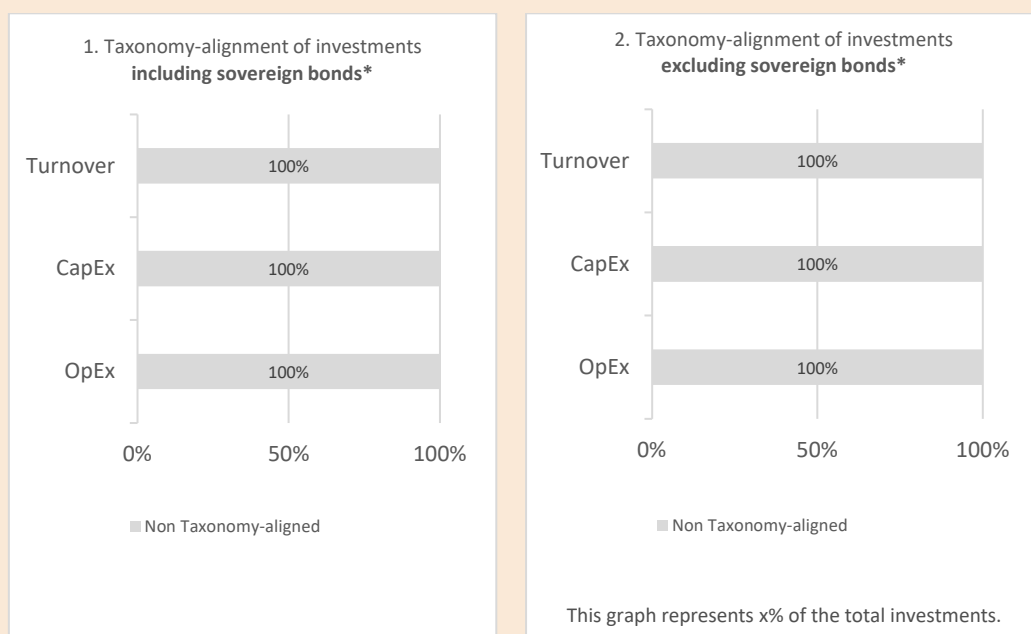 1. Taxonomy-alignment of investments
including sovereign bonds*
Turnover
100%
CapEx
100%
OpEx
100%
0%
50%
100%
Non Taxonomy-aligned
2. Taxonomy-alignment of investments
excluding sovereign bonds*
Turnover
100%
CapEx
100%
OpEx
100%
0%
50%
100%
Non Taxonomy-aligned
This graph represents x% of the total investments.